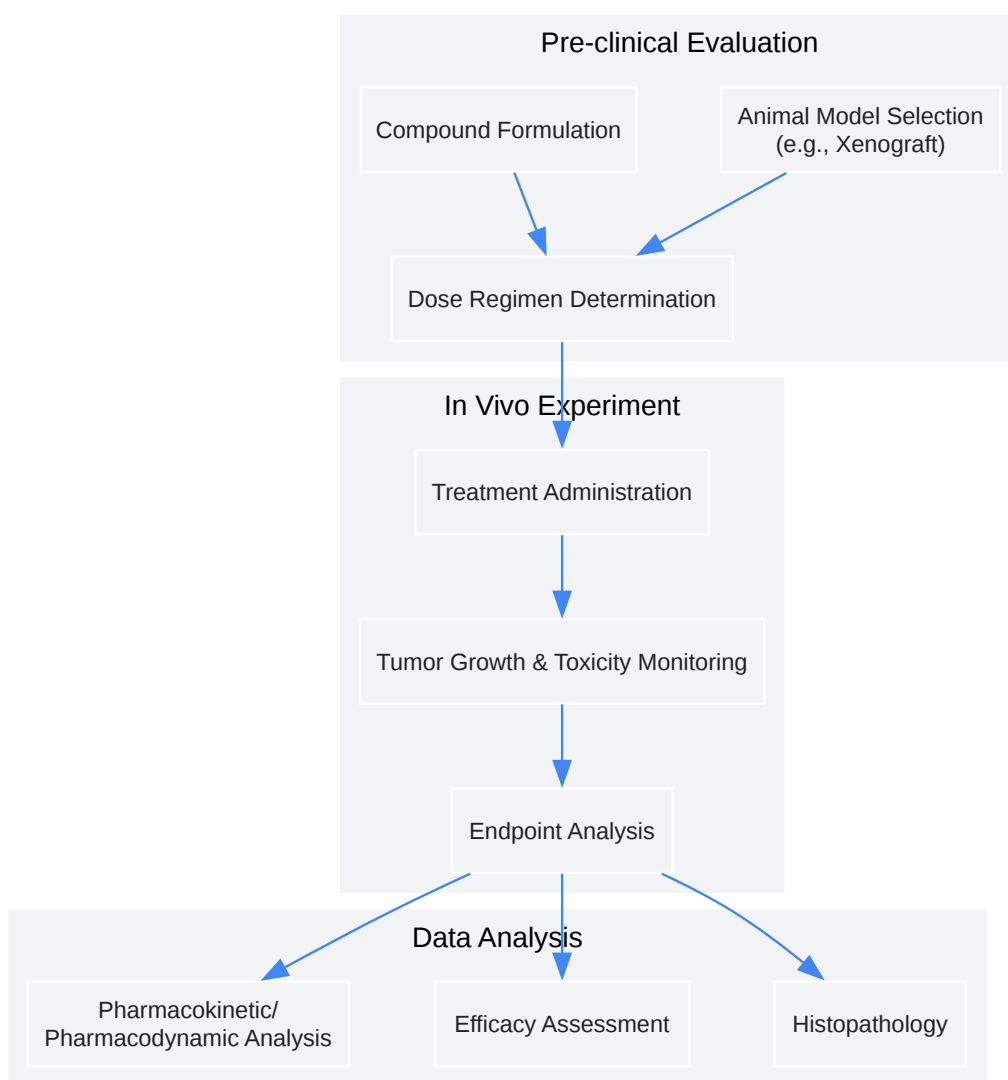 Pre-clinical Evaluation
Compound Formulation
Animal Model Selection
(e.g., Xenograft)
Dose Regimen Determination
In Vivo Experiment
Treatment Administration
Tumor Growth & Toxicity Monitoring
Endpoint Analysis
Data Analysis
Pharmacokinetic/
Pharmacodynamic Analysis
Efficacy Assessment
Histopathology